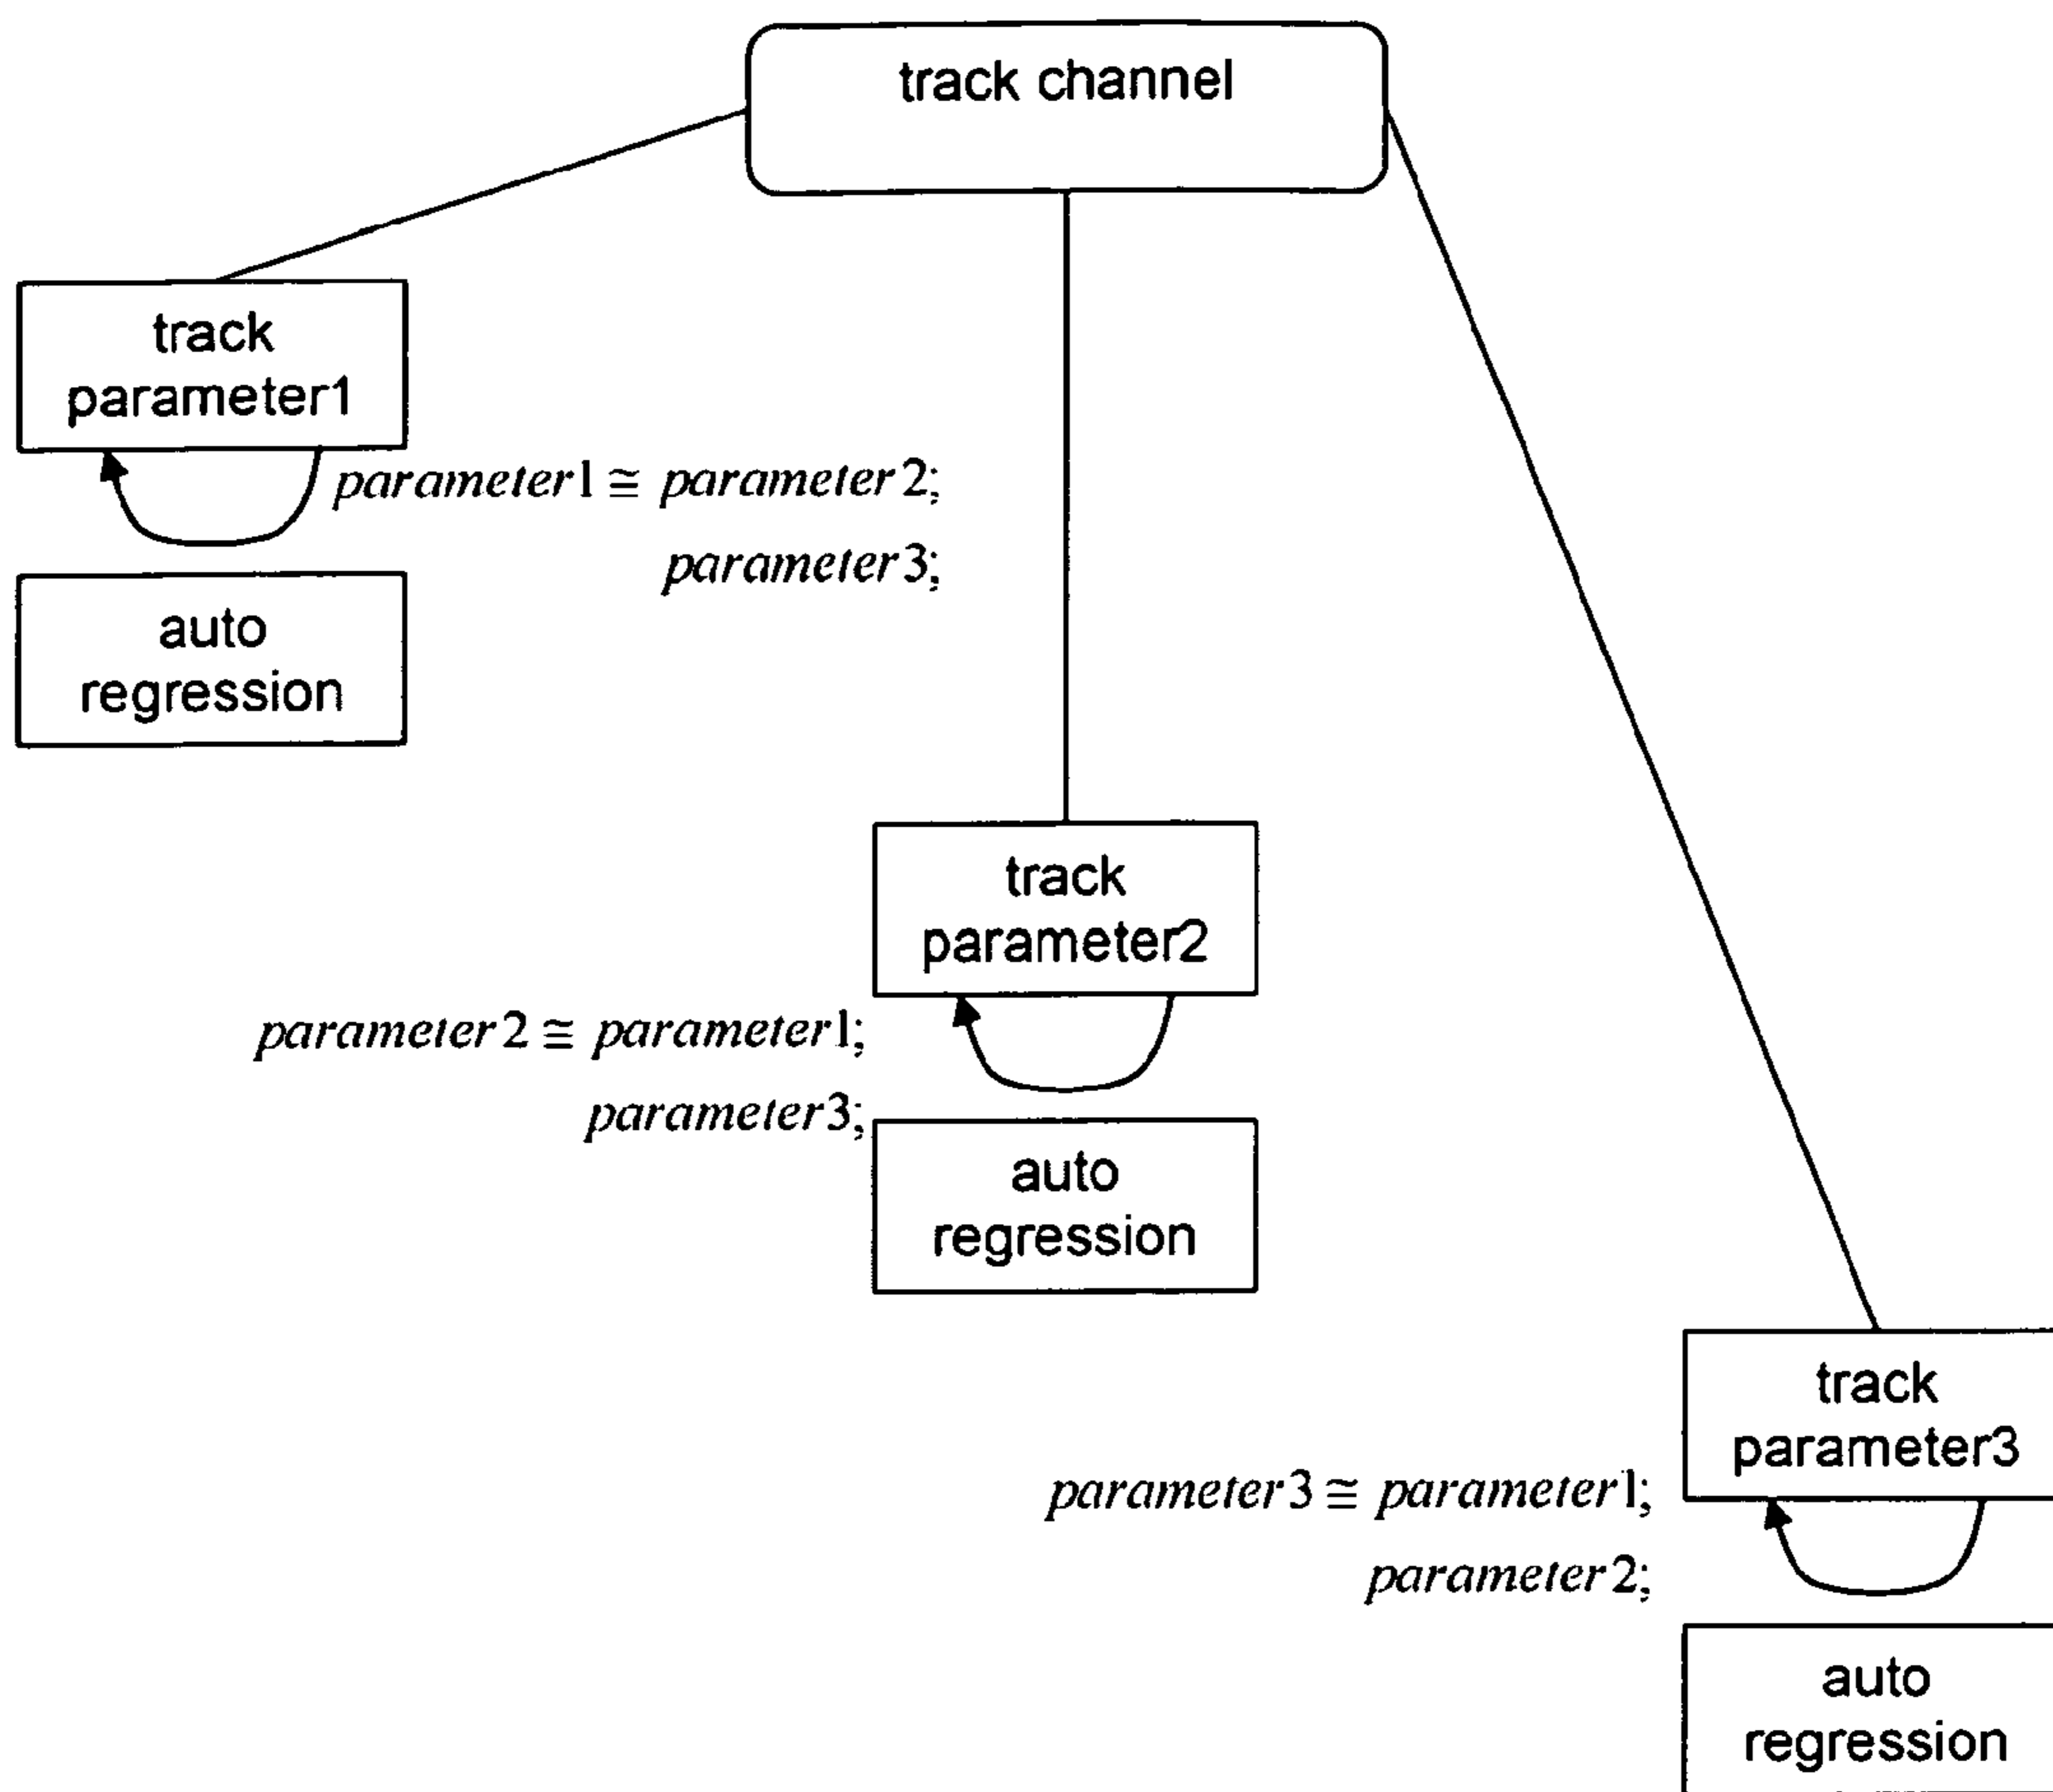 track channel
track
parameter1
parameter1 ≅ parameter2;
parameter3;
auto
regression
track
parameter2
parameter2 ≅ parameter1;
parameter3;
auto
regression
track
parameter3
parameter3 ≅ parameter1;
parameter2;
auto
regression